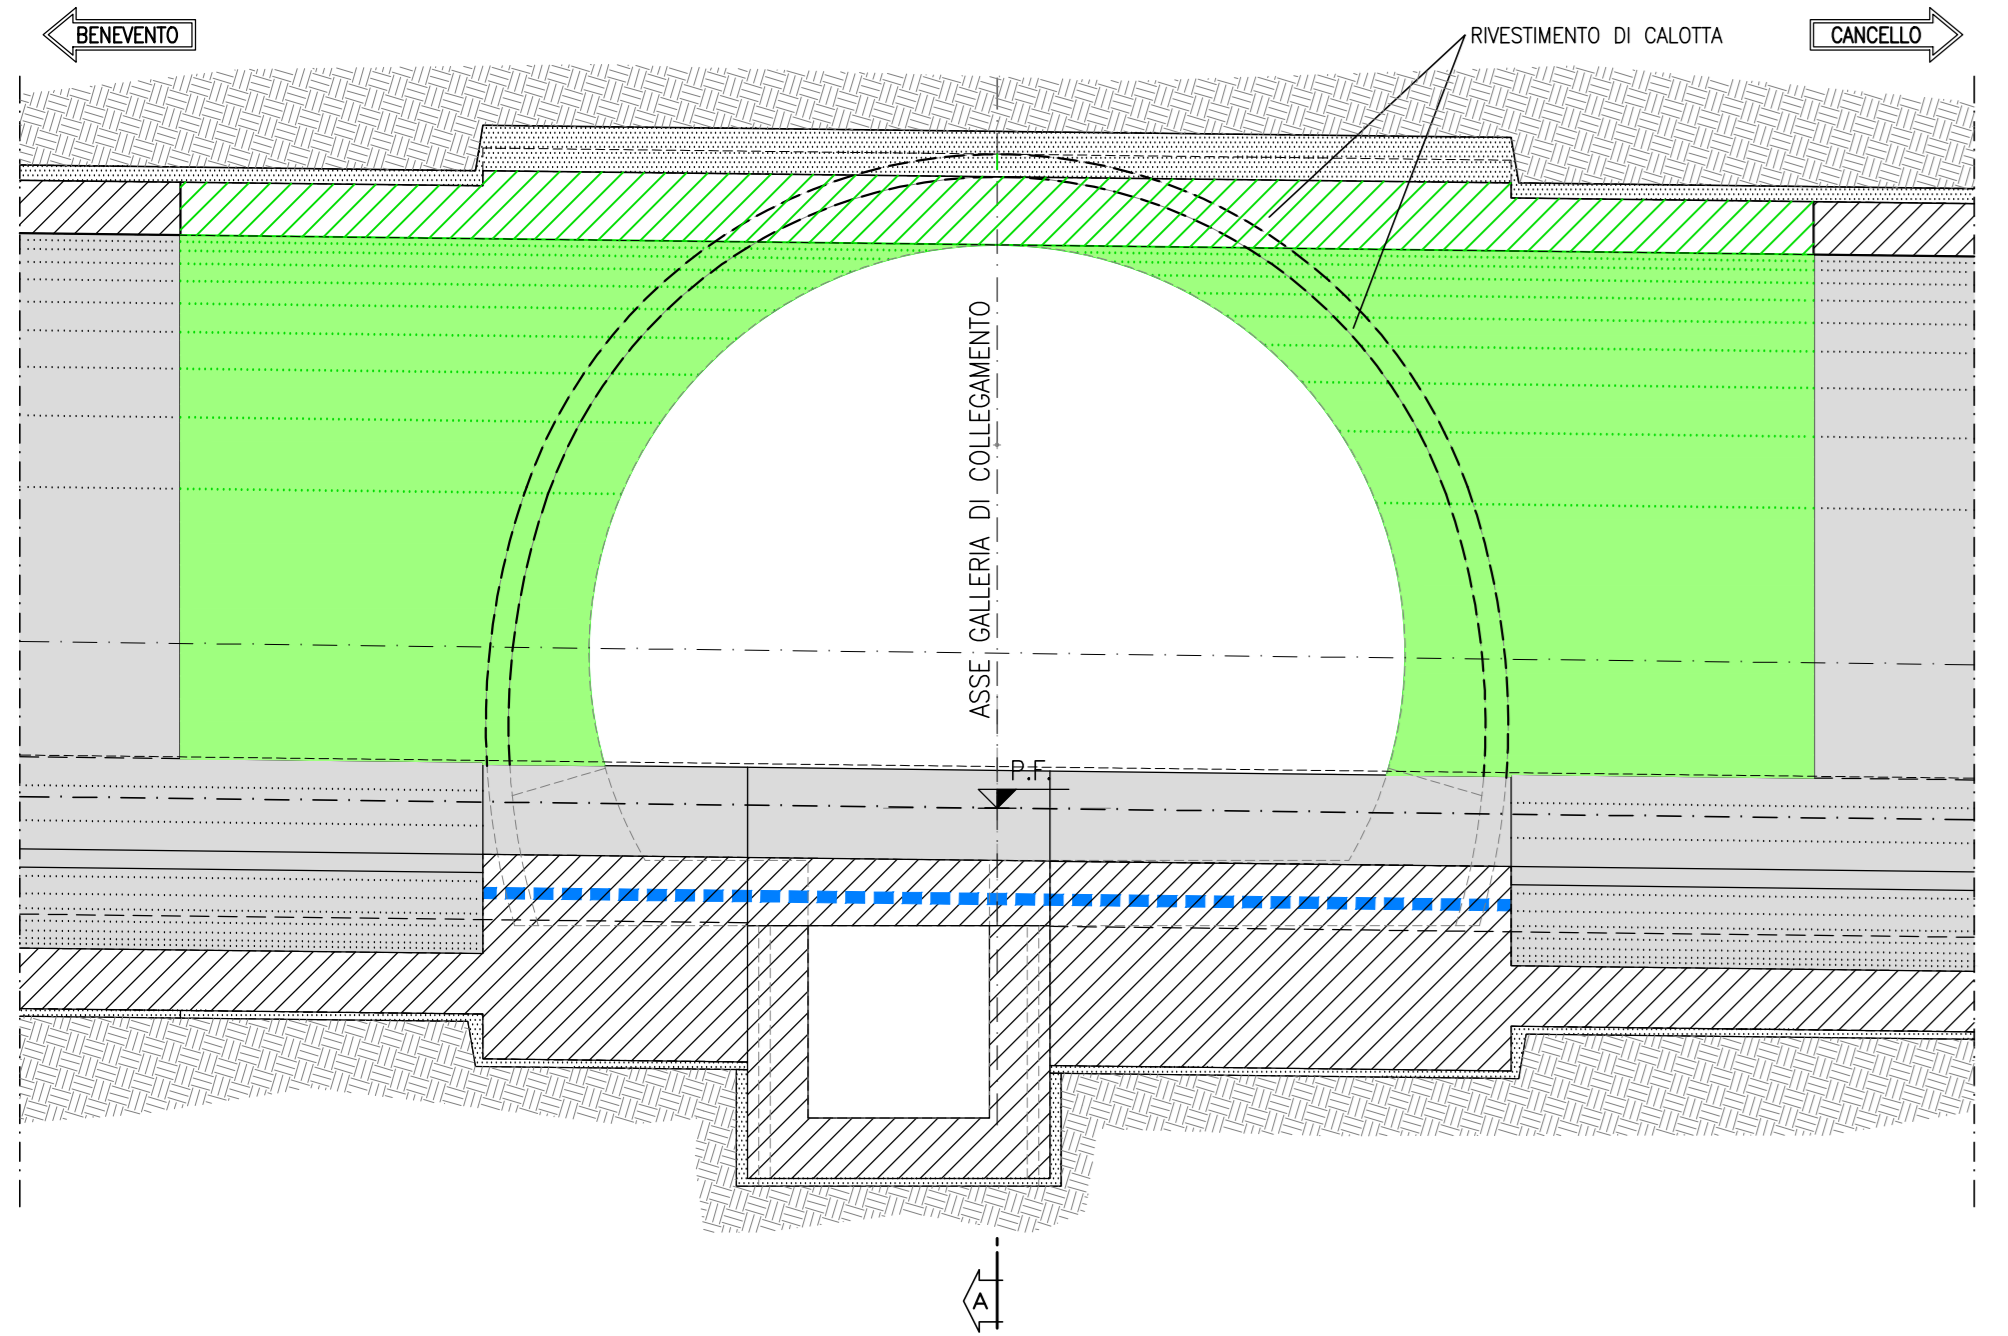 BENEVENTO
RIVESTIMENTO DI CALOTTA
CANCELLO
ASSE GALLERIA DI COLLEGAMENTO
P.F.
A